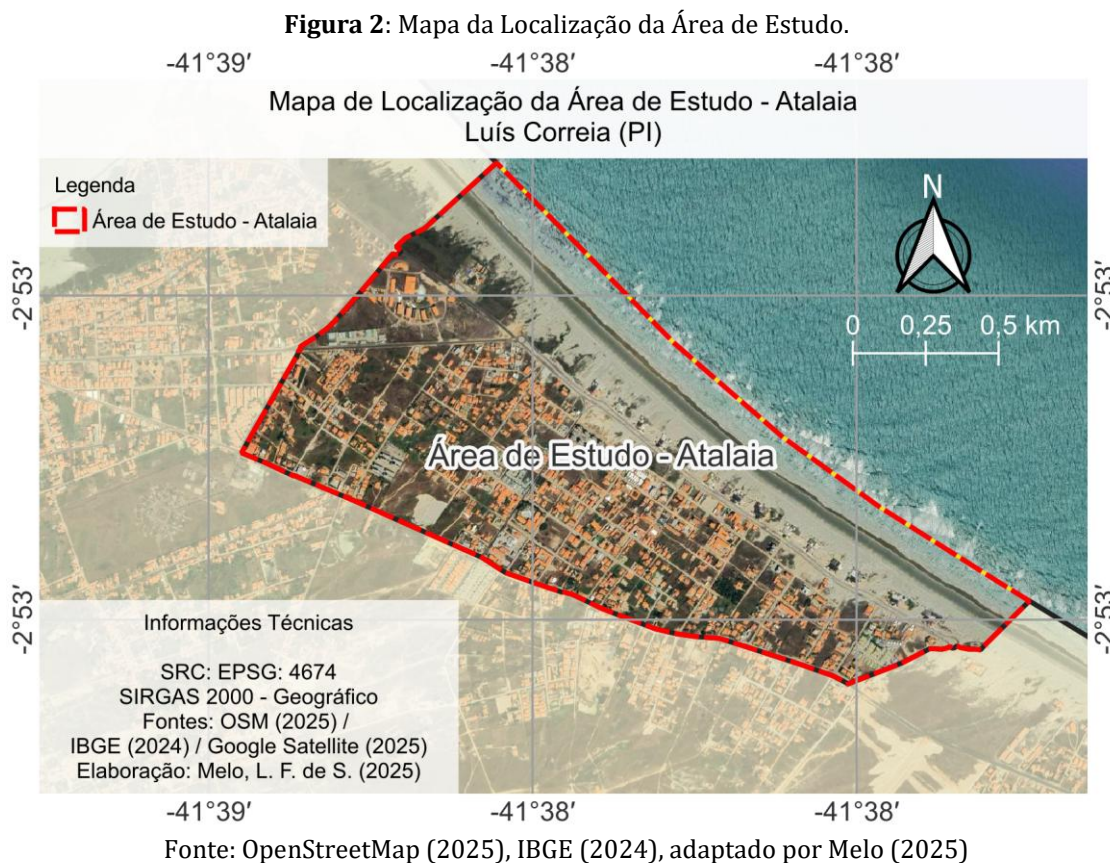 Figura 2: Mapa da Localização da Área de Estudo.
-41°39′ -41°38′ -41°38′
Mapa de Localização da Área de Estudo - Atalaia
Luís Correia (PI)
Legenda
Área de Estudo - Atalaia
N
-2°53′ -2°53′
0 0,25 0,5 km
Área de Estudo - Atalaia
-2°53′ -2°53′
Informações Técnicas
SRC: EPSG: 4674
SIRGAS 2000 - Geográfico
Fontes: OSM (2025) /
IBGE (2024) / Google Satellite (2025)
Elaboração: Melo, L. F. de S. (2025)
-41°39′ -41°38′ -41°38′
Fonte: OpenStreetMap (2025), IBGE (2024), adaptado por Melo (2025)